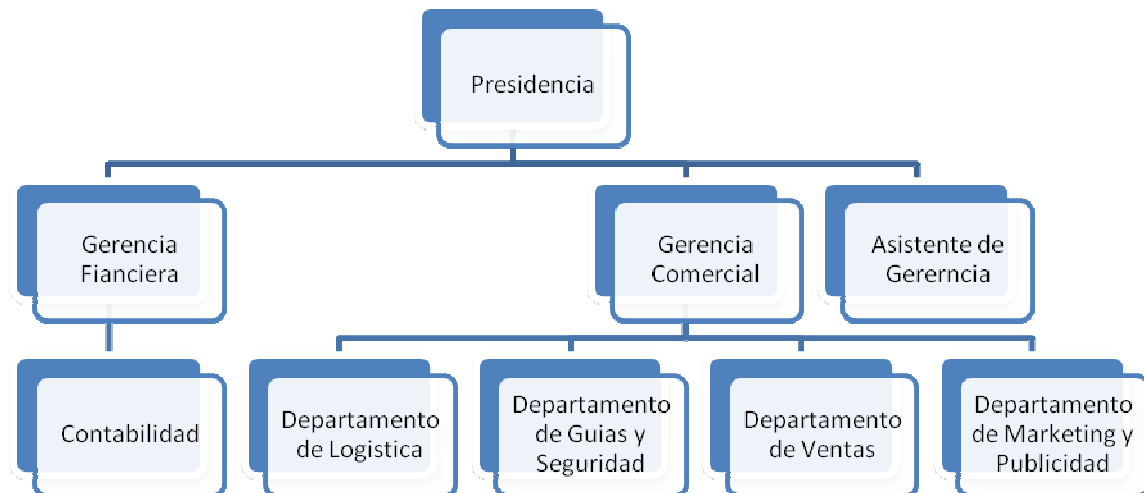 Presidencia
Gerencia
Fianciera
Gerencia
Comercial
Asistente de
Gererncia
Contabilidad
Departamento
de Logistica
Departamento
de Guias y
Seguridad
Departamento
de Ventas
Departamento
de Marketing y
Publicidad